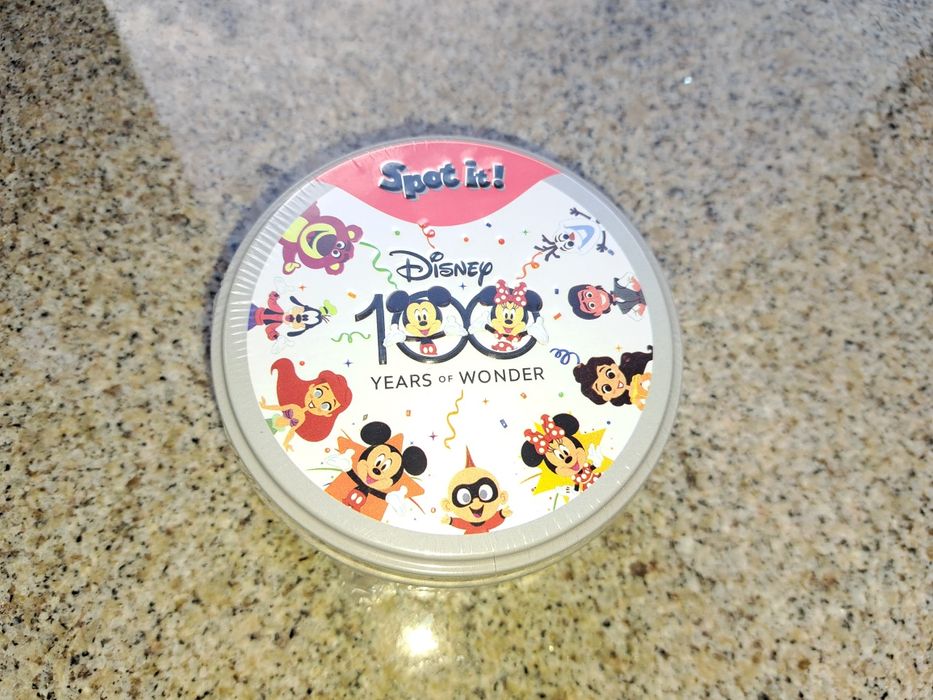 Spot it!
Disney
100
YEARS OF WONDER